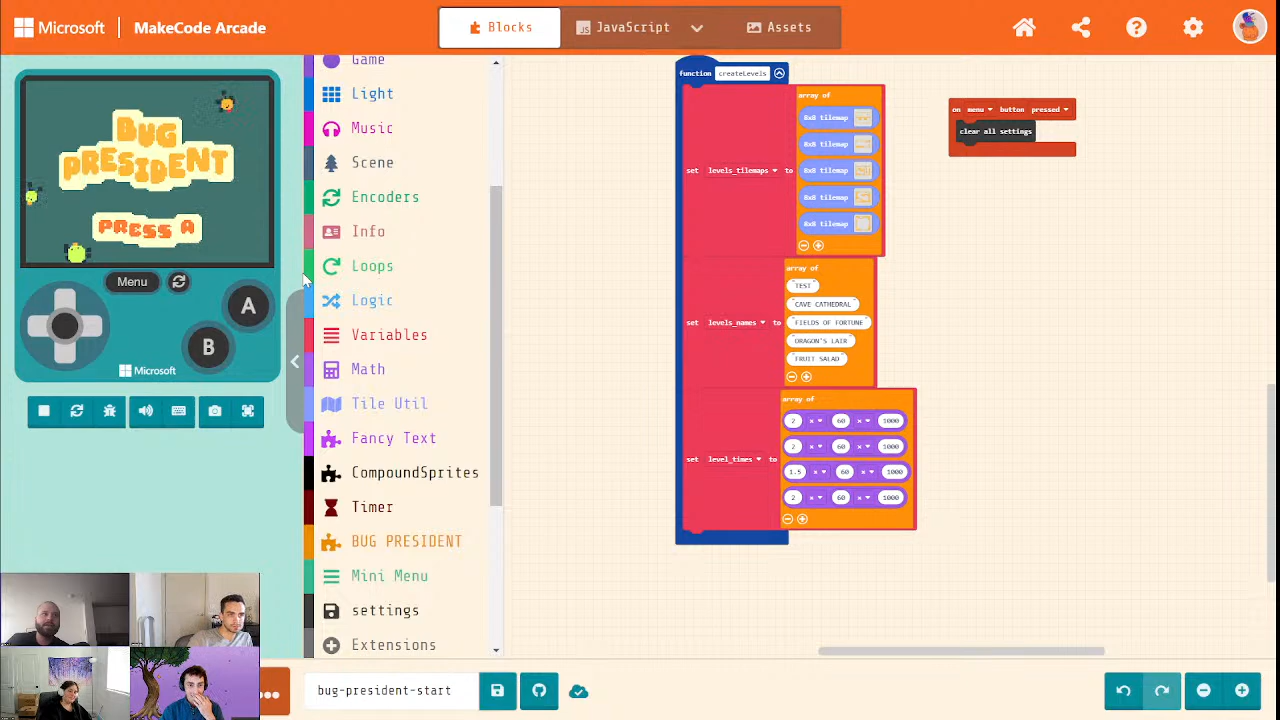 Microsoft MakeCode Arcade Blocks JavaScript Assets
BUG
PRESIDENT
PRESS A
Menu
A
B
Microsoft
Game
Light
Music
Scene
Encoders
Info
Loops
Logic
Variables
Math
Tile Util
Fancy Text
CompoundSprites
Timer
BUG PRESIDENT
Mini Menu
settings
Extensions
function createLevels
set levels_tilemaps to
array of
8x8 tilemap
8x8 tilemap
8x8 tilemap
8x8 tilemap
8x8 tilemap
set levels_names to
array of
TEST
CAVE CATHEDRAL
FIELDS OF FORTUNE
DRAGON'S LAIR
FRUIT SALAD
set level_times to
array of
2 × 60 × 1000
2 × 60 × 1000
1.5 × 60 × 1000
2 × 60 × 1000
on menu button pressed
clear all settings
bug-president-start